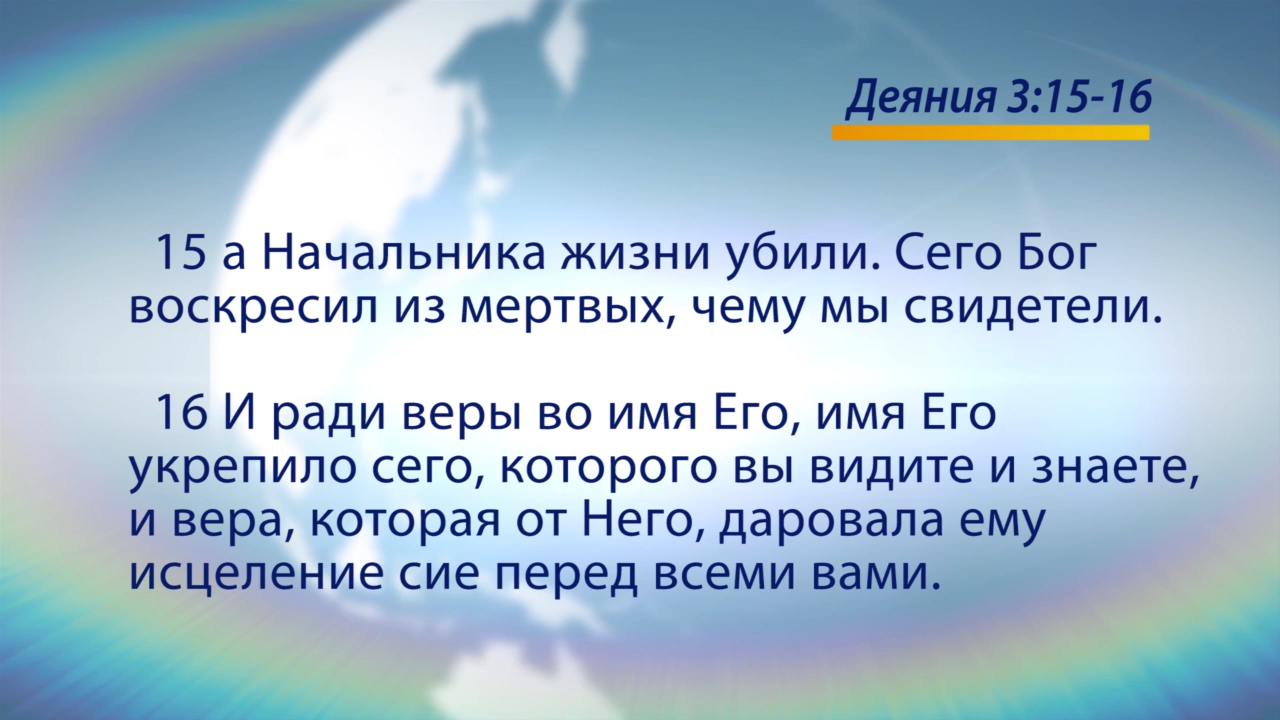 Деяния 3:15-16
15 а Начальника жизни убили. Сего Бог
воскресил из мертвых, чему мы свидетели.
16 И ради веры во имя Его, имя Его
укрепило сего, которого вы видите и знаете,
и вера, которая от Него, даровала ему
исцеление сие перед всеми вами.